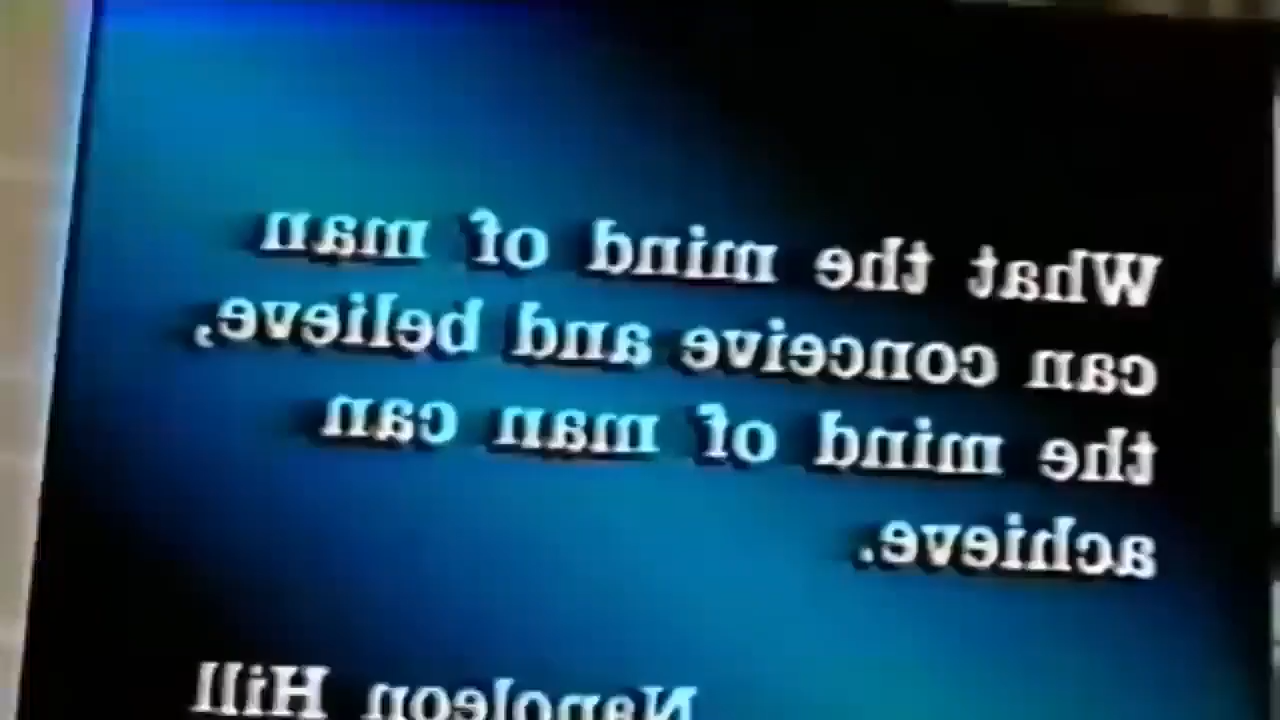 What the mind of man
can conceive and believe,
the mind of man can
achieve.
Napoleon Hill